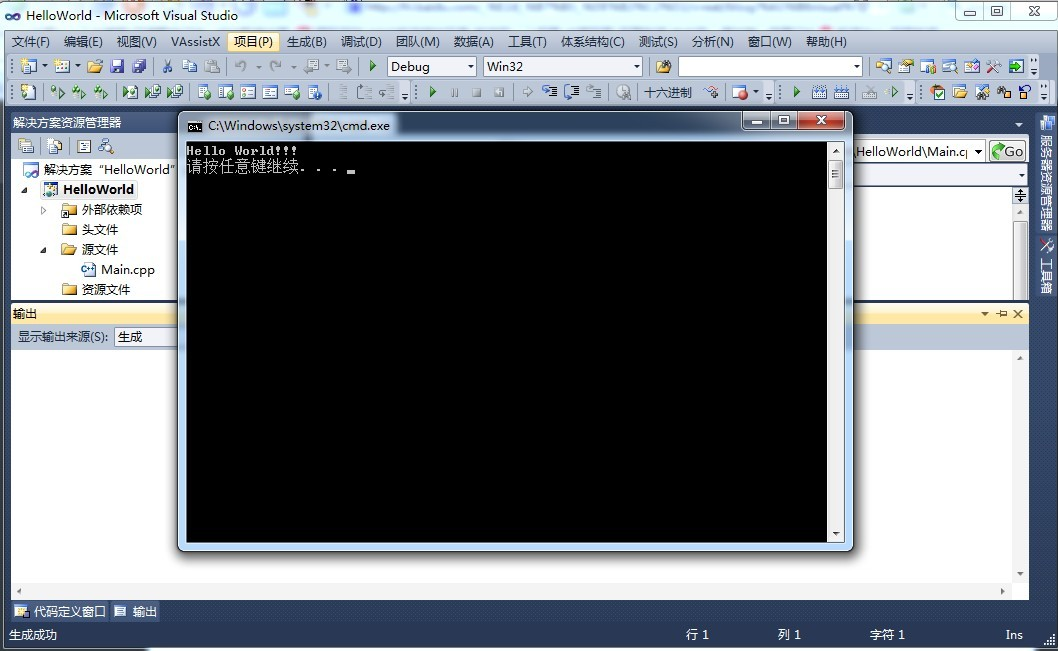 HelloWorld - Microsoft Visual Studio
文件(F) 编辑(E) 视图(V) VAssistX 项目(P) 生成(B) 调试(D) 团队(M) 数据(A) 工具(T) 体系结构(C) 测试(S) 分析(N) 窗口(W) 帮助(H)
Debug Win32
十六进制
解决方案资源管理器
解决方案 "HelloWorld"
HelloWorld
外部依赖项
头文件
源文件
Main.cpp
资源文件
C:\Windows\system32\cmd.exe
Hello World!!!
请按任意键继续. . .
\HelloWorld\Main.c
Go
服务器资源管理器
工具箱
输出
显示输出来源(S): 生成
代码定义窗口 输出
生成成功 行 1 列 1 字符 1 Ins